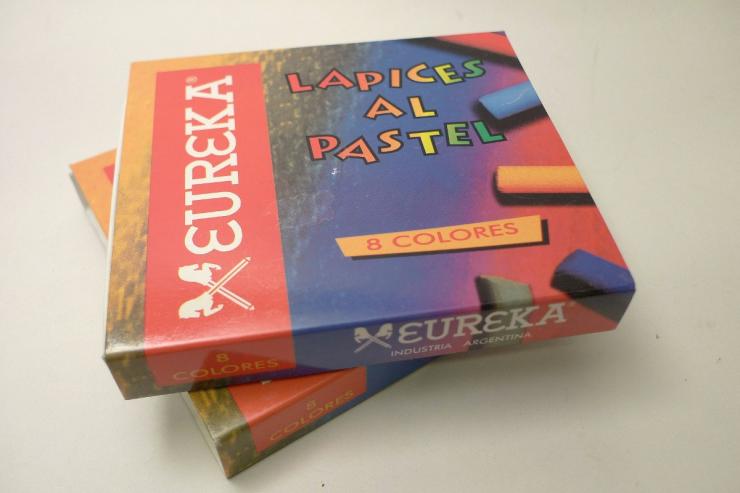 EUREKA®
LAPICES
AL
PASTEL
8 COLORES
8
COLORES
EUREKA®
INDUSTRIA ARGENTINA
8
COLORES